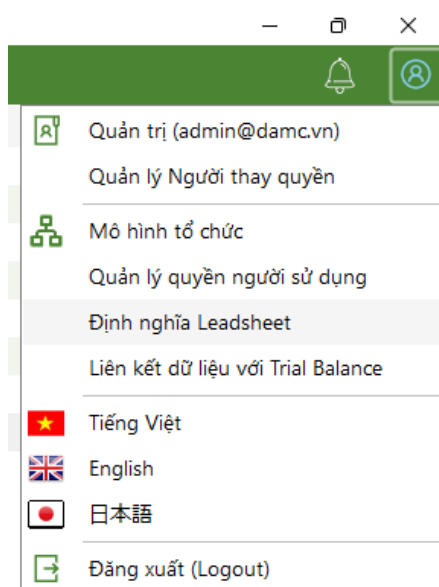 Quản trị (admin@damc.vn)
Quản lý Người thay quyền
Mô hình tổ chức
Quản lý quyền người sử dụng
Định nghĩa Leadsheet
Liên kết dữ liệu với Trial Balance
Tiếng Việt
English
日本語
Đăng xuất (Logout)